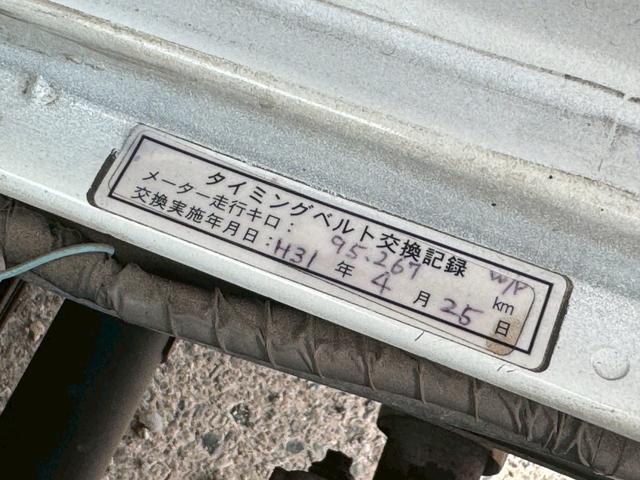 タイミングベルト交換記録
メーター走行キロ: 95.267 W/P km
交換実施年月日: H31 年 4 月 25 日